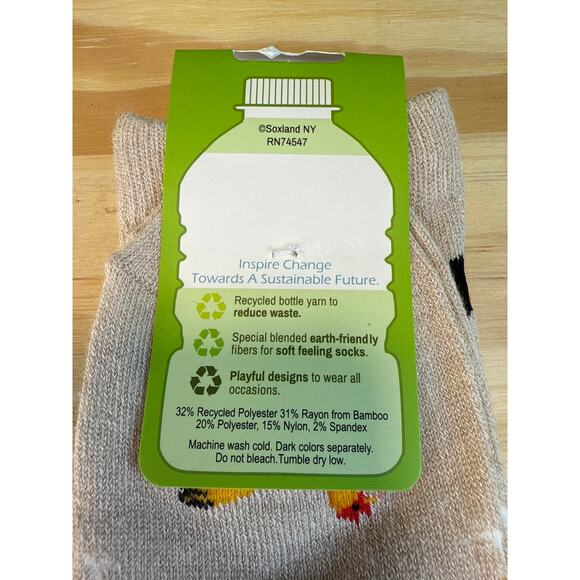 ©Soxland NY
RN74547
Inspire Change
Towards A Sustainable Future.
Recycled bottle yarn to
reduce waste.
Special blended earth-friendly
fibers for soft feeling socks.
Playful designs to wear all
occasions.
32% Recycled Polyester 31% Rayon from Bamboo
20% Polyester, 15% Nylon, 2% Spandex
Machine wash cold. Dark colors separately.
Do not bleach.Tumble dry low.